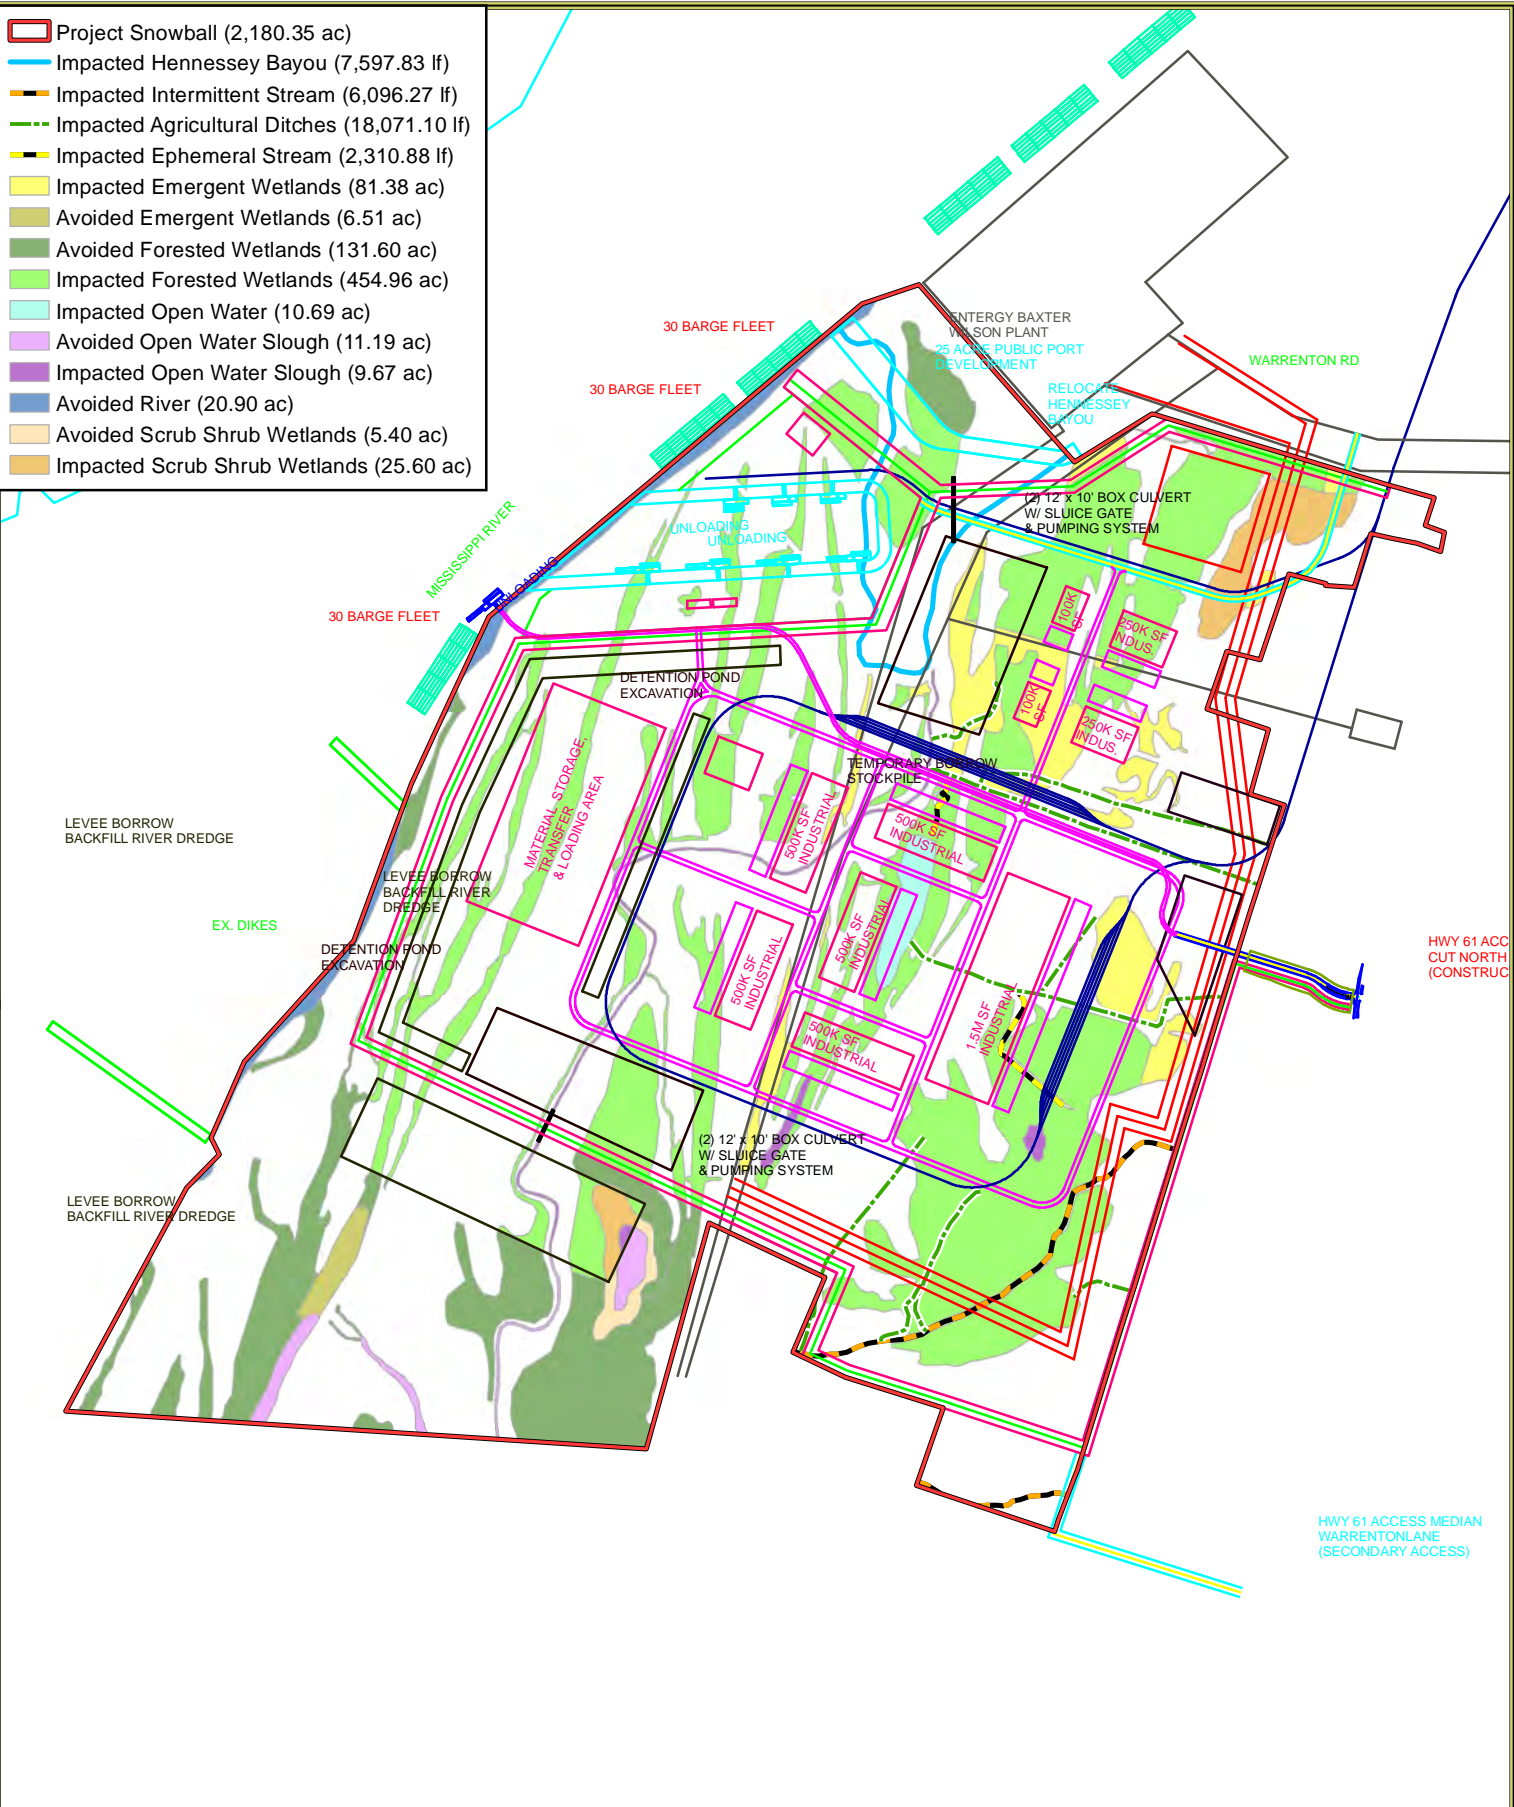 Project Snowball (2,180.35 ac)
Impacted Hennessey Bayou (7,597.83 lf)
Impacted Intermittent Stream (6,096.27 lf)
Impacted Agricultural Ditches (18,071.10 lf)
Impacted Ephemeral Stream (2,310.88 lf)
Impacted Emergent Wetlands (81.38 ac)
Avoided Emergent Wetlands (6.51 ac)
Avoided Forested Wetlands (131.60 ac)
Impacted Forested Wetlands (454.96 ac)
Impacted Open Water (10.69 ac)
Avoided Open Water Slough (11.19 ac)
Impacted Open Water Slough (9.67 ac)
Avoided River (20.90 ac)
Avoided Scrub Shrub Wetlands (5.40 ac)
Impacted Scrub Shrub Wetlands (25.60 ac)
30 BARGE FLEET
ENTERGY BAXTER
WILSON PLANT
25 ACRE PUBLIC PORT
DEVELOPMENT
WARRENTON RD
30 BARGE FLEET
RELOCATE
HENNESSEY
BAYOU
(2) 12' x 10' BOX CULVERT
W/ SLUICE GATE
& PUMPING SYSTEM
UNLOADING
UNLOADING
MISSISSIPPI RIVER
UNLOADING
30 BARGE FLEET
100K
SF
250K SF
INDUS.
DETENTION POND
EXCAVATION
100K
SF
250K SF
INDUS.
TEMPORARY BORROW
STOCKPILE
MATERIAL STORAGE,
TRANSFER
& LOADING AREA
500K SF
INDUSTRIAL
500K SF
INDUSTRIAL
LEVEE BORROW
BACKFILL RIVER DREDGE
LEVEE BORROW
BACKFILL RIVER
DREDGE
EX. DIKES
DETENTION POND
EXCAVATION
500K SF
INDUSTRIAL
500K SF
INDUSTRIAL
HWY 61 ACC
CUT NORTH
(CONSTRUC
1.5M SF
INDUSTRIAL
500K SF
INDUSTRIAL
(2) 12' x 10' BOX CULVERT
W/ SLUICE GATE
& PUMPING SYSTEM
LEVEE BORROW
BACKFILL RIVER DREDGE
HWY 61 ACCESS MEDIAN
WARRENTONLANE
(SECONDARY ACCESS)